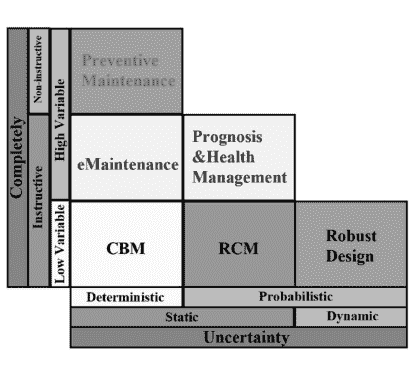 Completely
Non-instructive
Instructive
High Variable
Low Variable
Preventive
Maintenance
eMaintenance
Prognosis
&Health
Management
CBM
RCM
Robust
Design
Deterministic
Probabilistic
Static
Dynamic
Uncertainty